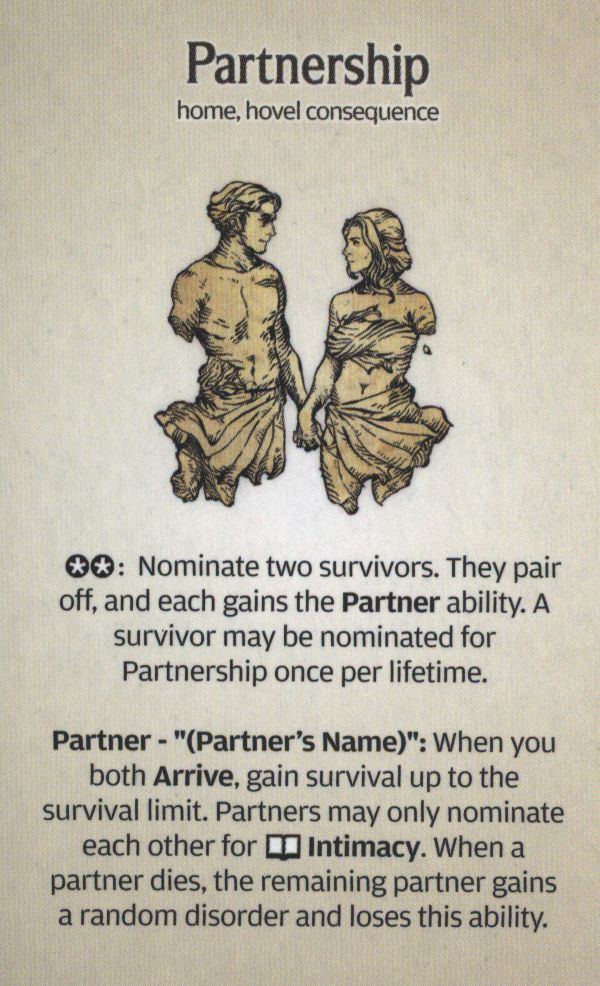 Partnership
home, hovel consequence
✪✪: Nominate two survivors. They pair
off, and each gains the Partner ability. A
survivor may be nominated for
Partnership once per lifetime.
Partner - "(Partner's Name)": When you
both Arrive, gain survival up to the
survival limit. Partners may only nominate
each other for 📖 Intimacy. When a
partner dies, the remaining partner gains
a random disorder and loses this ability.